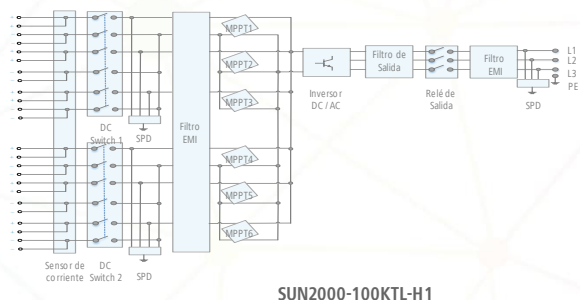 MPPT1
MPPT2
MPPT3
DC
Switch 1
SPD
Filtro
EMI
MPPT4
MPPT5
MPPT6
Sensor de
corriente
DC
Switch 2
SPD
Inversor
DC / AC
Filtro de
Salida
Relé de
Salida
Filtro
EMI
SPD
L1
L2
L3
PE
SUN2000-100KTL-H1